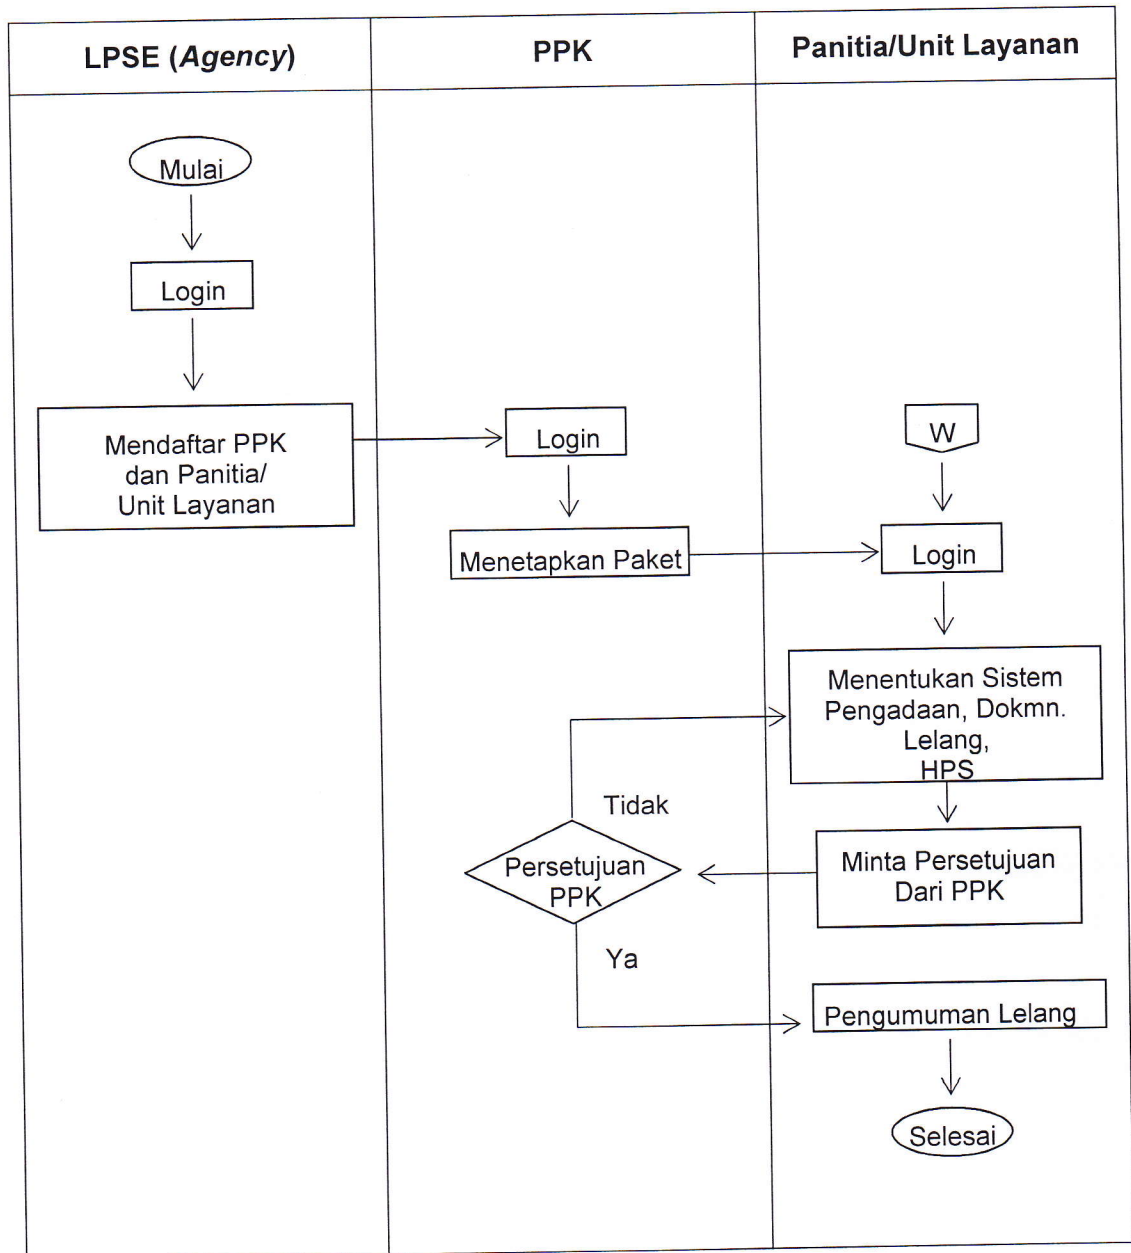 LPSE (Agency)
PPK
Panitia/Unit Layanan
Mulai
Login
Mendaftar PPK
dan Panitia/
Unit Layanan
Login
Menetapkan Paket
W
Login
Menentukan Sistem
Pengadaan, Dokmn.
Lelang,
HPS
Tidak
Persetujuan
PPK
Minta Persetujuan
Dari PPK
Ya
Pengumuman Lelang
Selesai